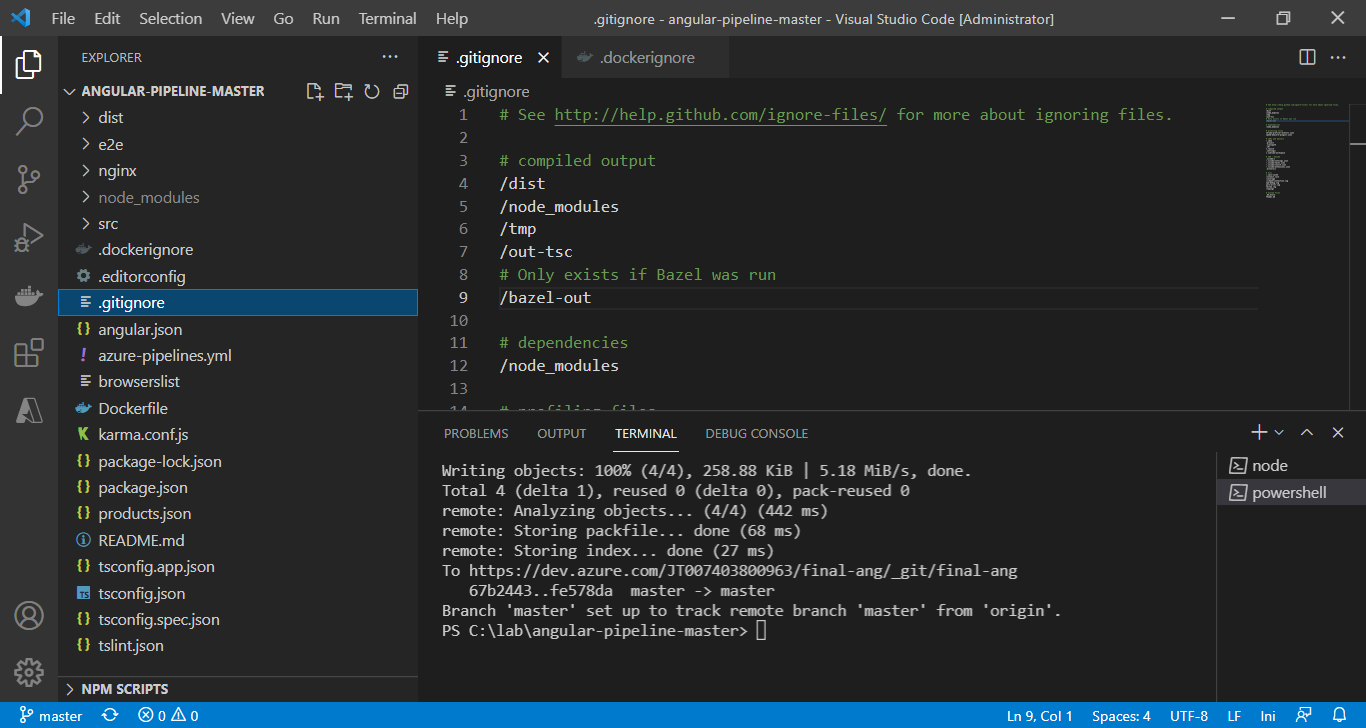 File Edit Selection View Go Run Terminal Help .gitignore - angular-pipeline-master - Visual Studio Code [Administrator]
EXPLORER
ANGULAR-PIPELINE-MASTER
dist
e2e
nginx
node_modules
src
.dockerignore
.editorconfig
.gitignore
angular.json
azure-pipelines.yml
browserslist
Dockerfile
karma.conf.js
package-lock.json
package.json
products.json
README.md
tsconfig.app.json
tsconfig.json
tsconfig.spec.json
tslint.json
NPM SCRIPTS
.gitignore .dockerignore
.gitignore
1 # See http://help.github.com/ignore-files/ for more about ignoring files.
2
3 # compiled output
4 /dist
5 /node_modules
6 /tmp
7 /out-tsc
8 # Only exists if Bazel was run
9 /bazel-out
10
11 # dependencies
12 /node_modules
13
14 # profiling files
PROBLEMS OUTPUT TERMINAL DEBUG CONSOLE
Writing objects: 100% (4/4), 258.88 KiB | 5.18 MiB/s, done.
Total 4 (delta 1), reused 0 (delta 0), pack-reused 0
remote: Analyzing objects... (4/4) (442 ms)
remote: Storing packfile... done (68 ms)
remote: Storing index... done (27 ms)
To https://dev.azure.com/JT007403800963/final-ang/_git/final-ang
67b2443..fe578da master -> master
Branch 'master' set up to track remote branch 'master' from 'origin'.
PS C:\lab\angular-pipeline-master>
node
powershell
master 0 0 Ln 9, Col 1 Spaces: 4 UTF-8 LF Ini